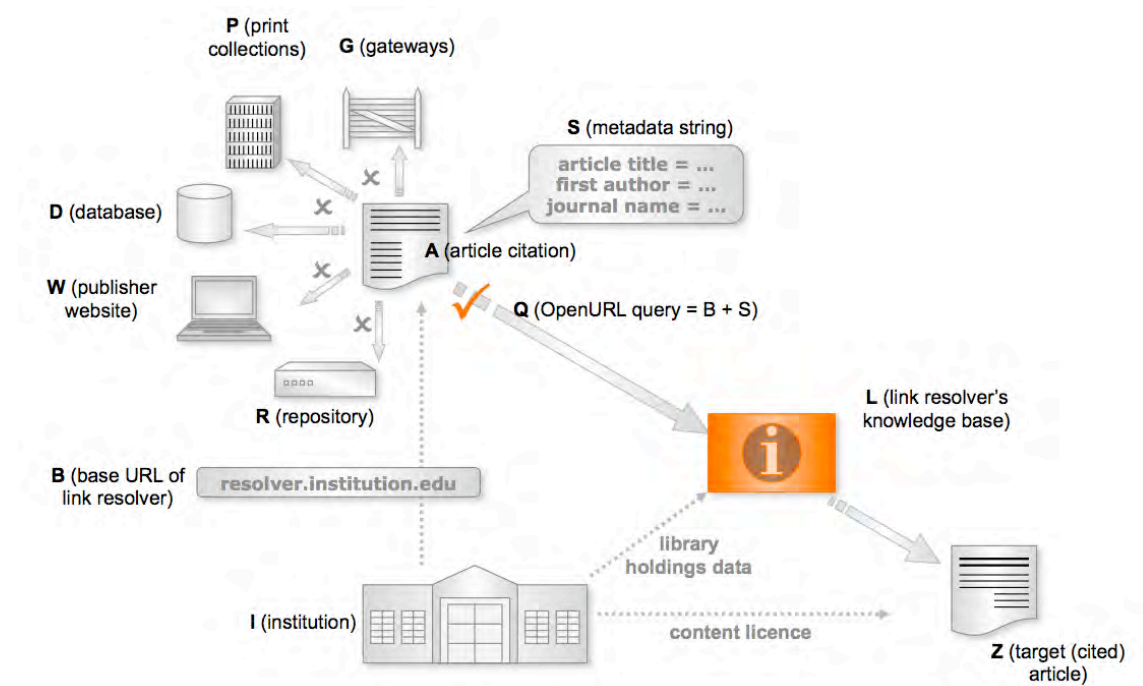 P (print
collections)
G (gateways)
S (metadata string)
article title = ...
first author = ...
journal name = ...
D (database)
A (article citation)
W (publisher
website)
Q (OpenURL query = B + S)
R (repository)
L (link resolver's
knowledge base)
B (base URL of
link resolver)
resolver.institution.edu
library
holdings data
I (institution)
content licence
Z (target (cited)
article)